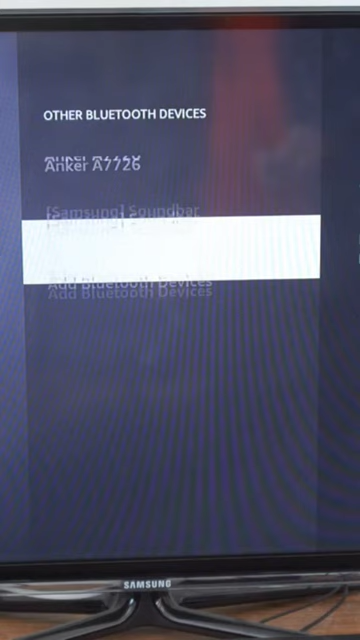 OTHER BLUETOOTH DEVICES
Anker A7726
[Samsung] Soundbar
Add Bluetooth Devices
SAMSUNG